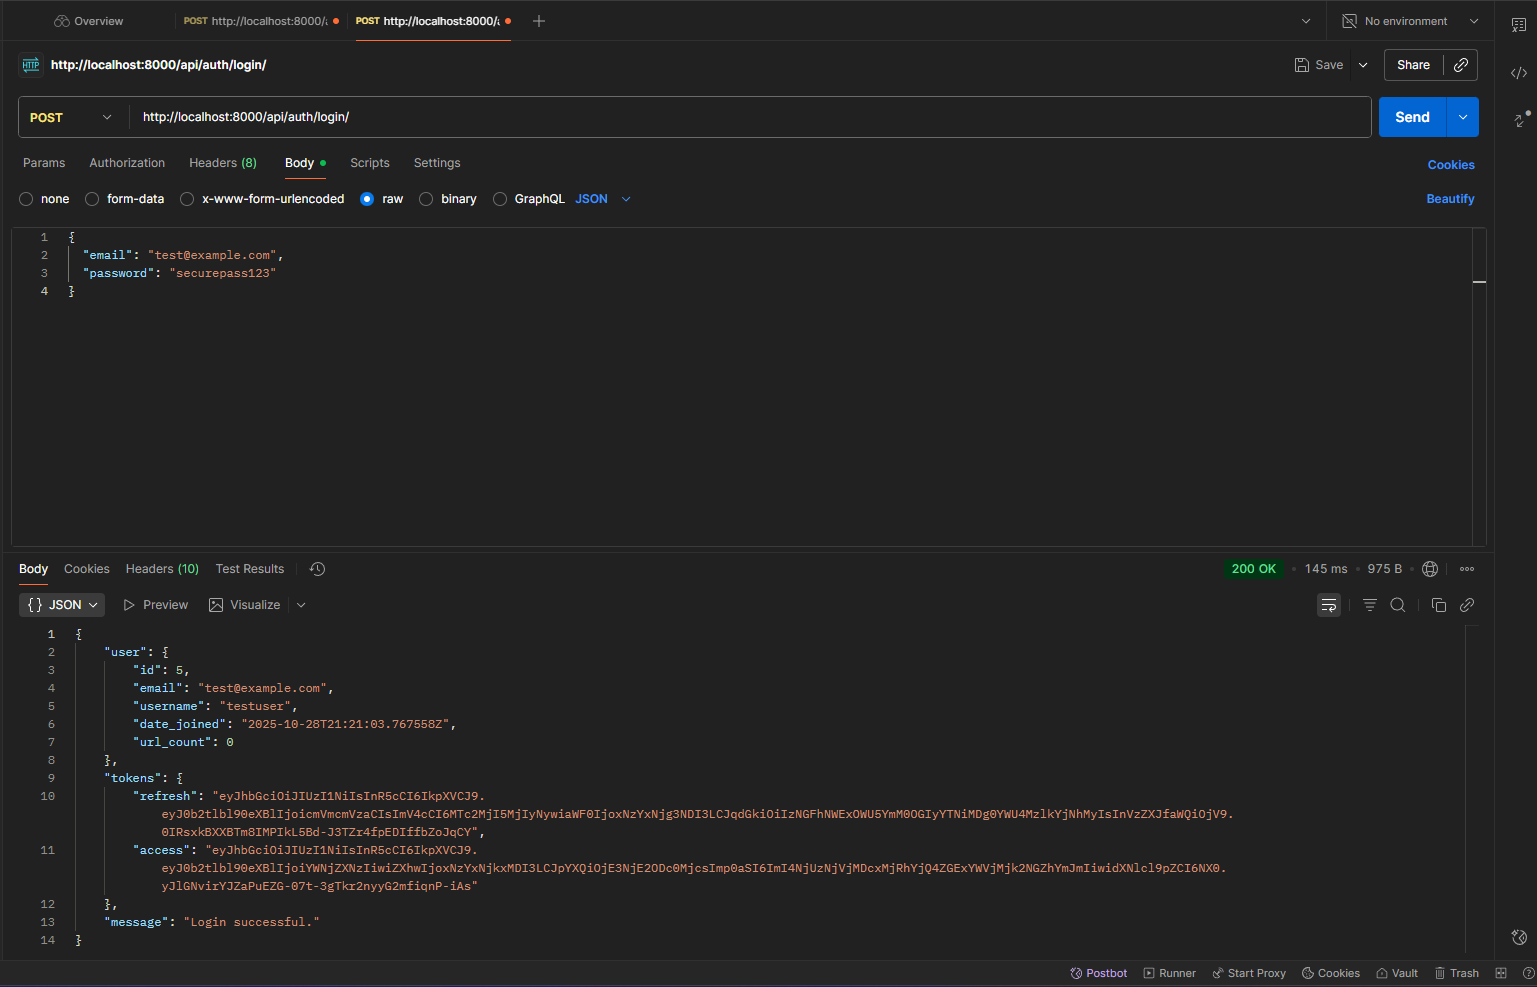 Overview
POST http://localhost:8000/a
POST http://localhost:8000/a
No environment
HTTP http://localhost:8000/api/auth/login/
Save
Share
POST
http://localhost:8000/api/auth/login/
Send
Params Authorization Headers (8) Body Scripts Settings
Cookies
none form-data x-www-form-urlencoded raw binary GraphQL JSON
Beautify
1 {
2 "email": "test@example.com",
3 "password": "securepass123"
4 }
Body Cookies Headers (10) Test Results
200 OK • 145 ms • 975 B
{} JSON Preview Visualize
1 {
2 "user": {
3 "id": 5,
4 "email": "test@example.com",
5 "username": "testuser",
6 "date_joined": "2025-10-28T21:21:03.767558Z",
7 "url_count": 0
8 },
9 "tokens": {
10 "refresh": "eyJhbGciOiJIUzI1NiIsInR5cCI6IkpXVCJ9.
eyJ0b2tlbl90eXBlIjoicmVmcmVzaCIsImV4cCI6MTc2MjI5MjIyNywiaWF0IjoxNzYxNjg3NDI3LCJqdGkiOiIzNGFhNWExOWU5YmM0OGIyYTNiMDg0YWU4MzlkYjNhMyIsInVzZXJfaWQiOjV9.
0IRsxkBXXBTm8IMPIkL5Bd-J3TZr4fpEDIffbZoJqCY",
11 "access": "eyJhbGciOiJIUzI1NiIsInR5cCI6IkpXVCJ9.
eyJ0b2tlbl90eXBlIjoiYWNjZXNzIiwiZXhwIjoxNzYxNjkxMDI3LCJpYXQiOjE3NjE2ODc0MjcsImp0aSI6ImI4NjUzNjVjMDcxMjRhYjQ4ZGExYWVjMjk2NGZhYmJmIiwidXNlcl9pZCI6NX0.
yJlGNvirYJZaPuEZG-07t-3gTkr2nyyG2mfiqnP-iAs"
12 },
13 "message": "Login successful."
14 }
Postbot Runner Start Proxy Cookies Vault Trash